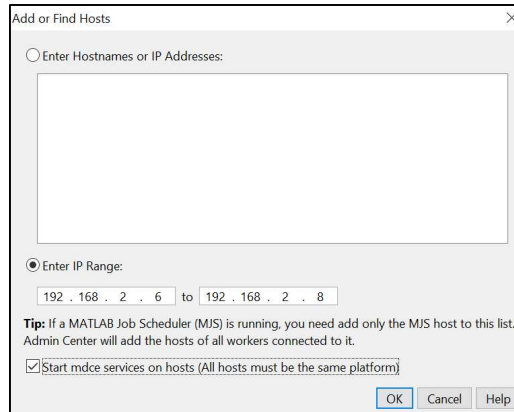 Add or Find Hosts
Enter Hostnames or IP Addresses:
Enter IP Range:
192 . 168 . 2 . 6 to 192 . 168 . 2 . 8
Tip: If a MATLAB Job Scheduler (MJS) is running, you need add only the MJS host to this list.
Admin Center will add the hosts of all workers connected to it.
Start mdce services on hosts (All hosts must be the same platform)
OK Cancel Help